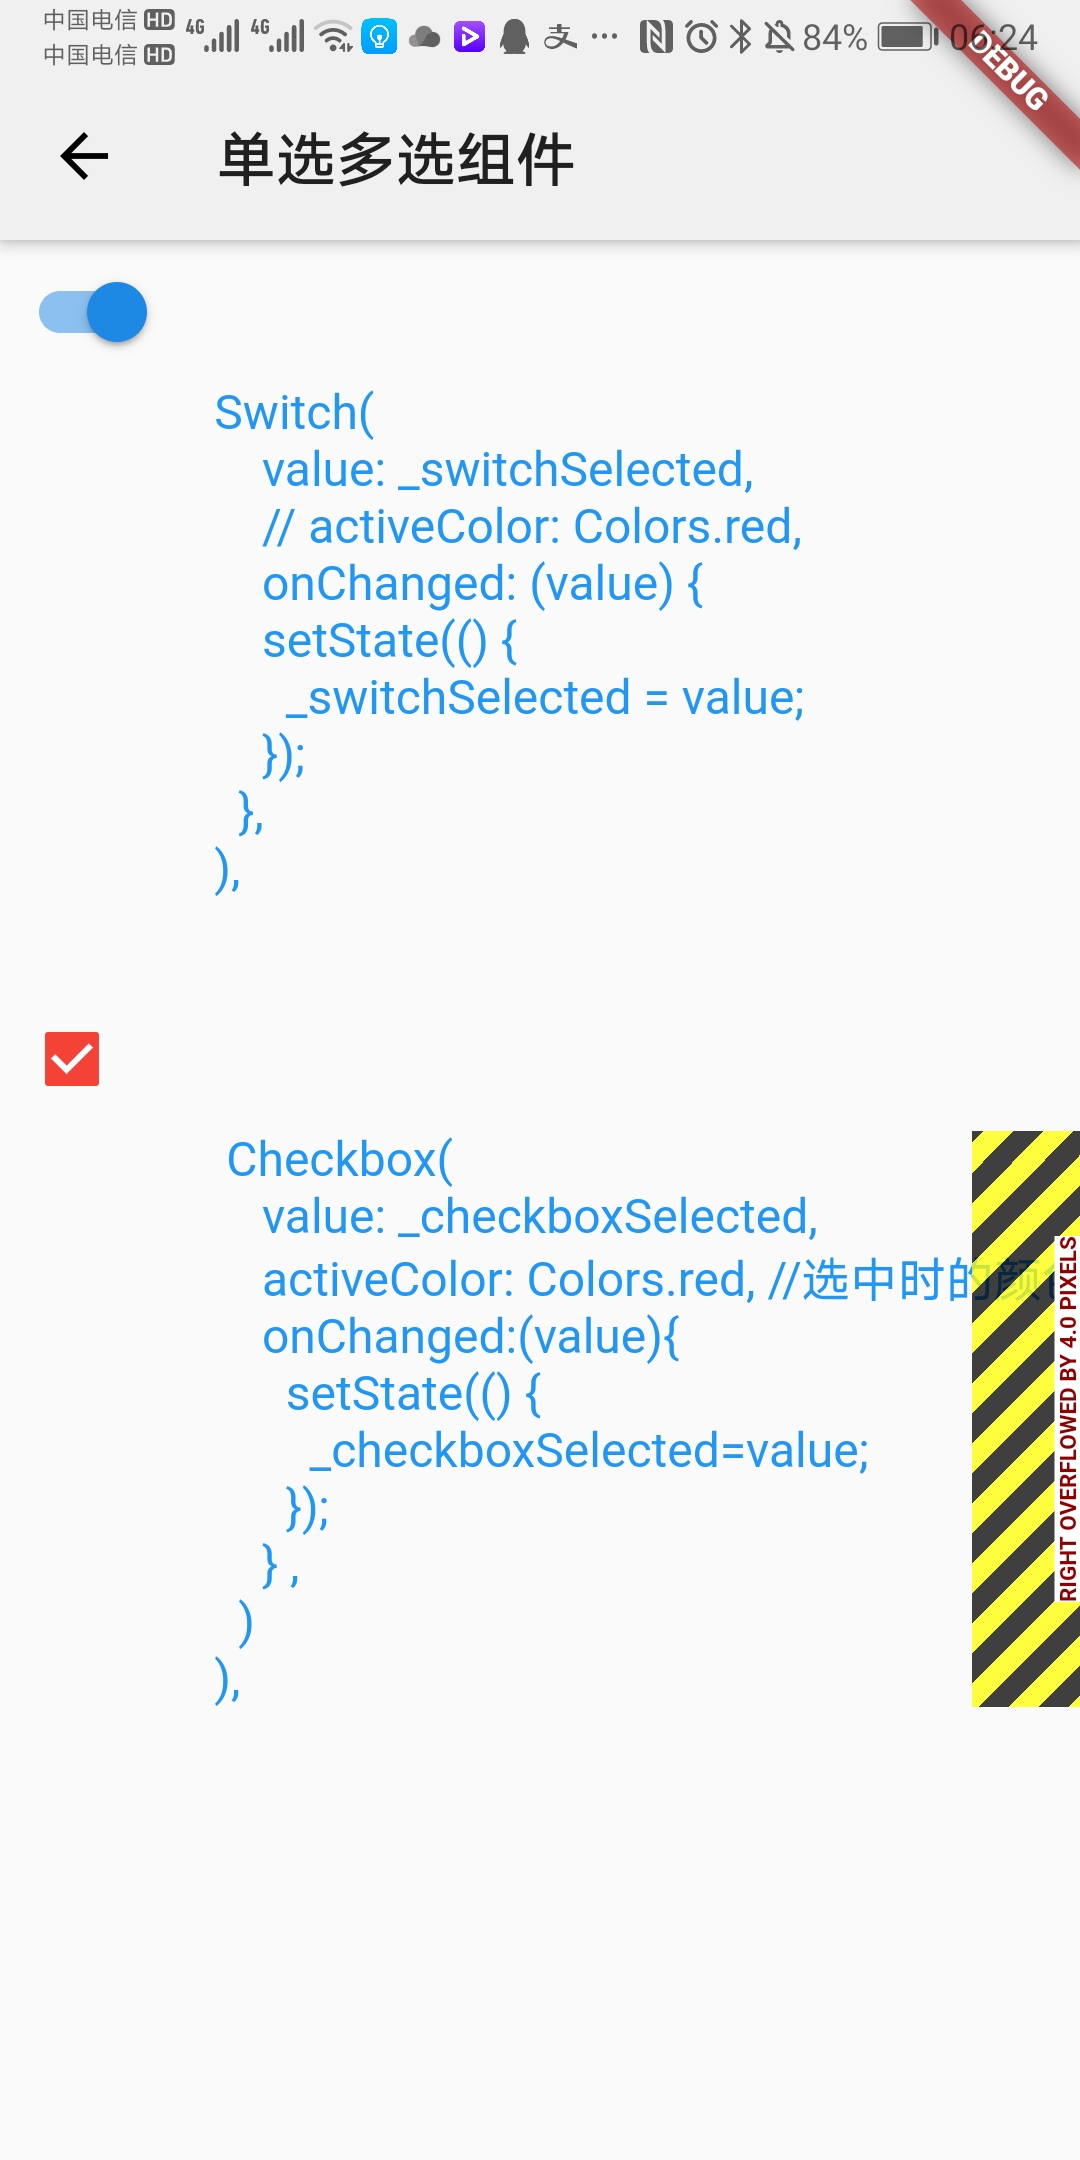 中国电信 HD
中国电信 HD
4G 4G 84% 06:24
DEBUG
单选多选组件
Switch(
value: _switchSelected,
// activeColor: Colors.red,
onChanged: (value) {
setState(() {
_switchSelected = value;
});
},
),
Checkbox(
value: _checkboxSelected,
activeColor: Colors.red, //选中时的颜
onChanged:(value){
setState(() {
_checkboxSelected=value;
});
} ,
)
),
RIGHT OVERFLOWED BY 4.0 PIXELS